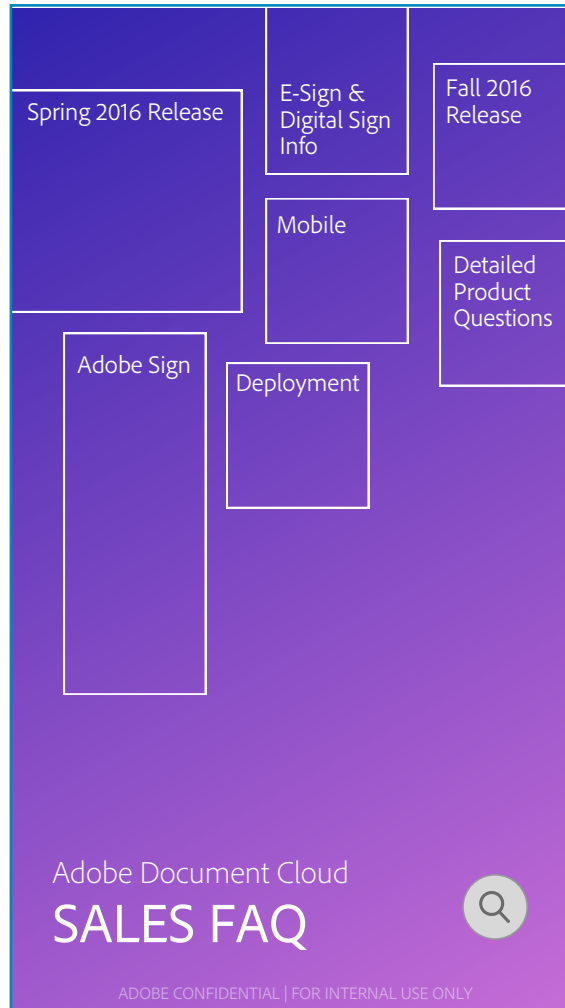 Spring 2016 Release
E-Sign &
Digital Sign
Info
Fall 2016
Release
Mobile
Detailed
Product
Questions
Adobe Sign
Deployment
Adobe Document Cloud
SALES FAQ
ADOBE CONFIDENTIAL | FOR INTERNAL USE ONLY